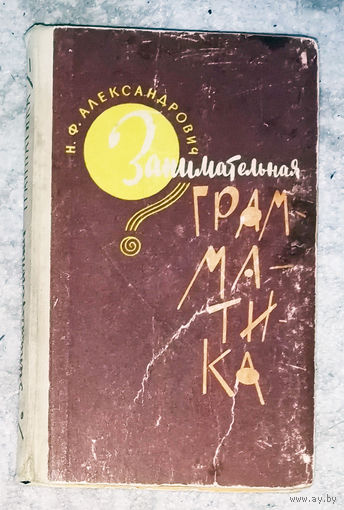 Н. Ф. АЛЕКСАНДРОВИЧ
Занимательная
ГРАМ-
МА-
ТИ
КА
www.ay.by